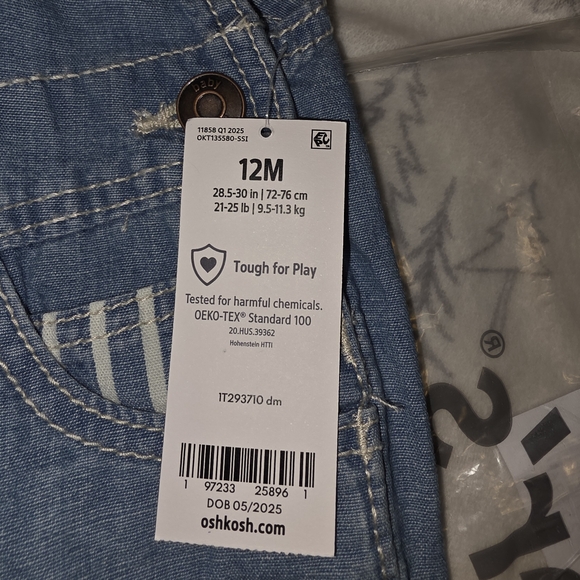 baby
11858 Q1 2025
OKT135580-SSI
12M
28.5-30 in | 72-76 cm
21-25 lb | 9.5-11.3 kg
Tough for Play
Tested for harmful chemicals.
OEKO-TEX® Standard 100
20.HUS.39362
Hohenstein HTTI
1T293710 dm
1 97233 25896 1
DOB 05/2025
oshkosh.com
®